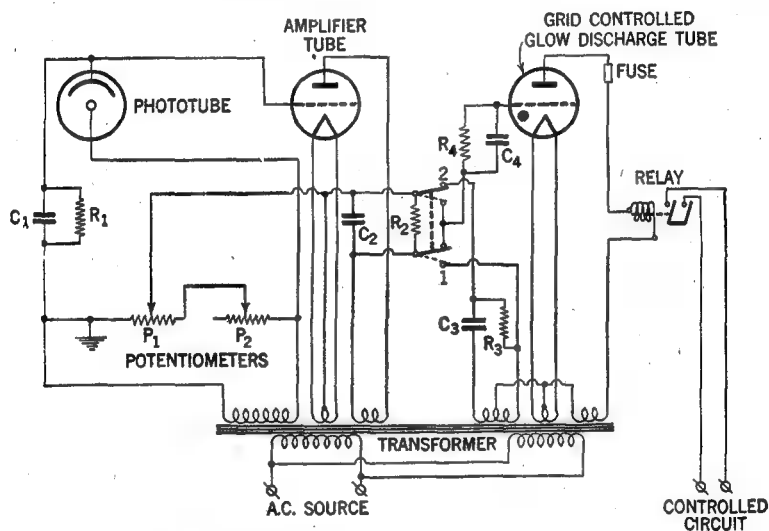 AMPLIFIER
TUBE
GRID CONTROLLED
GLOW DISCHARGE TUBE
FUSE
PHOTOTUBE
R4
C4
2
RELAY
C1
R1
R2
C2
1
C3
R3
P1
P2
POTENTIOMETERS
TRANSFORMER
A.C. SOURCE
CONTROLLED
CIRCUIT